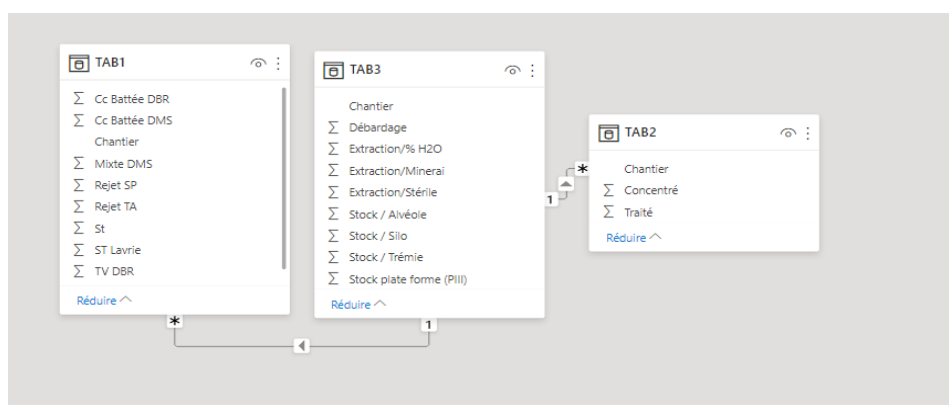 TAB1
Cc Battée DBR
Cc Battée DMS
Chantier
Mixte DMS
Rejet SP
Rejet TA
St
ST Lavrie
TV DBR
Réduire
*
TAB3
Chantier
Débardage
Extraction/% H2O
Extraction/Minerai
Extraction/Stérile
Stock / Alvéole
Stock / Silo
Stock / Trémie
Stock plate forme (PIII)
Réduire
1
1
*
TAB2
Chantier
Concentré
Traité
Réduire